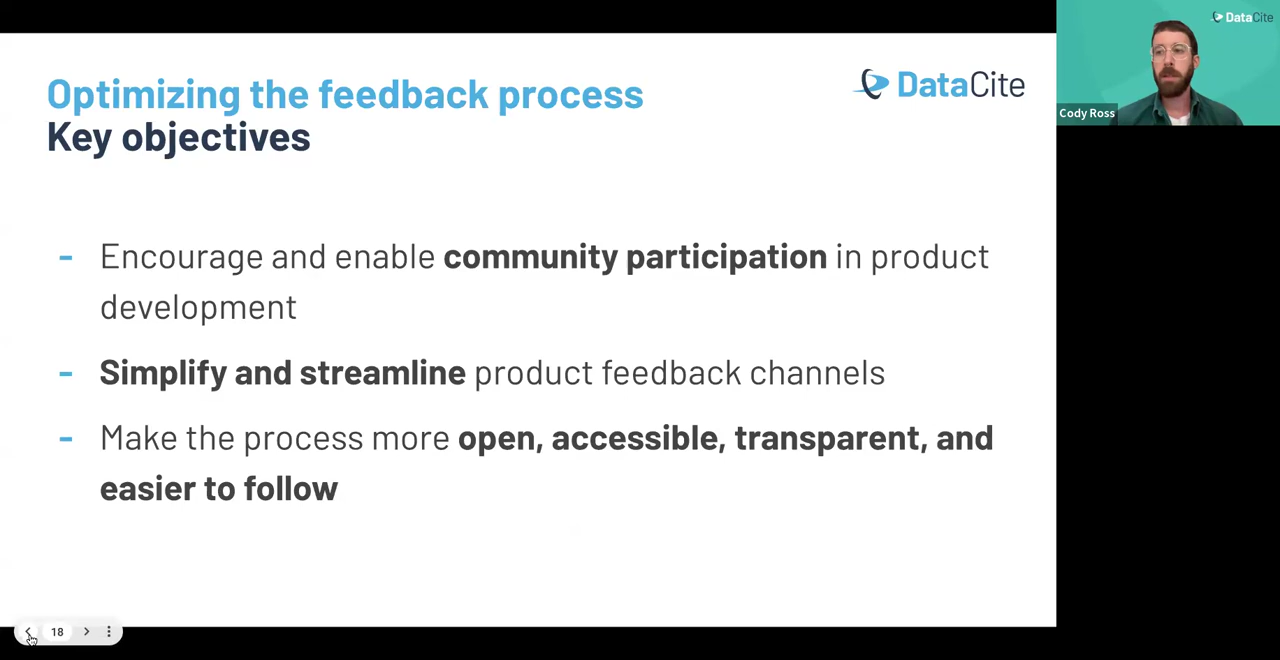 Optimizing the feedback process
Key objectives
DataCite
- Encourage and enable community participation in product
development
- Simplify and streamline product feedback channels
- Make the process more open, accessible, transparent, and
easier to follow
18
DataCite
Cody Ross